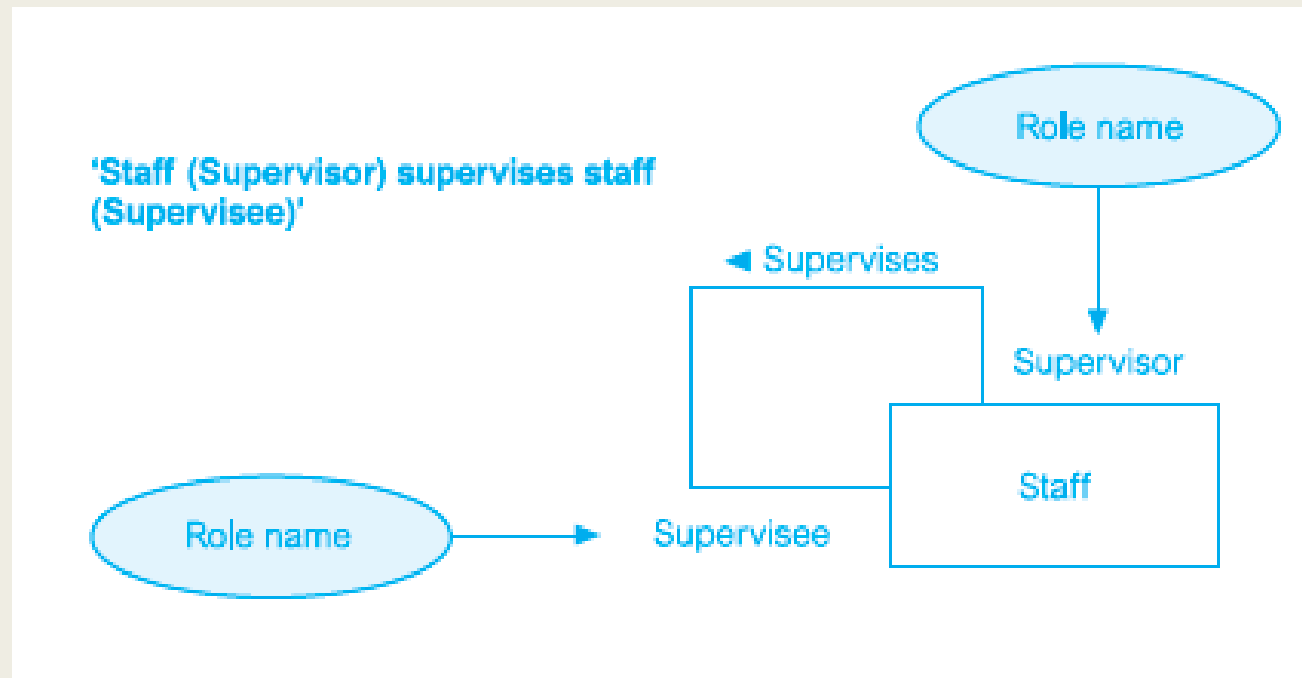 Role name
‘Staff (Supervisor) supervises staff
(Supervisee)’
◄ Supervises
Supervisor
Staff
Role name
Supervisee